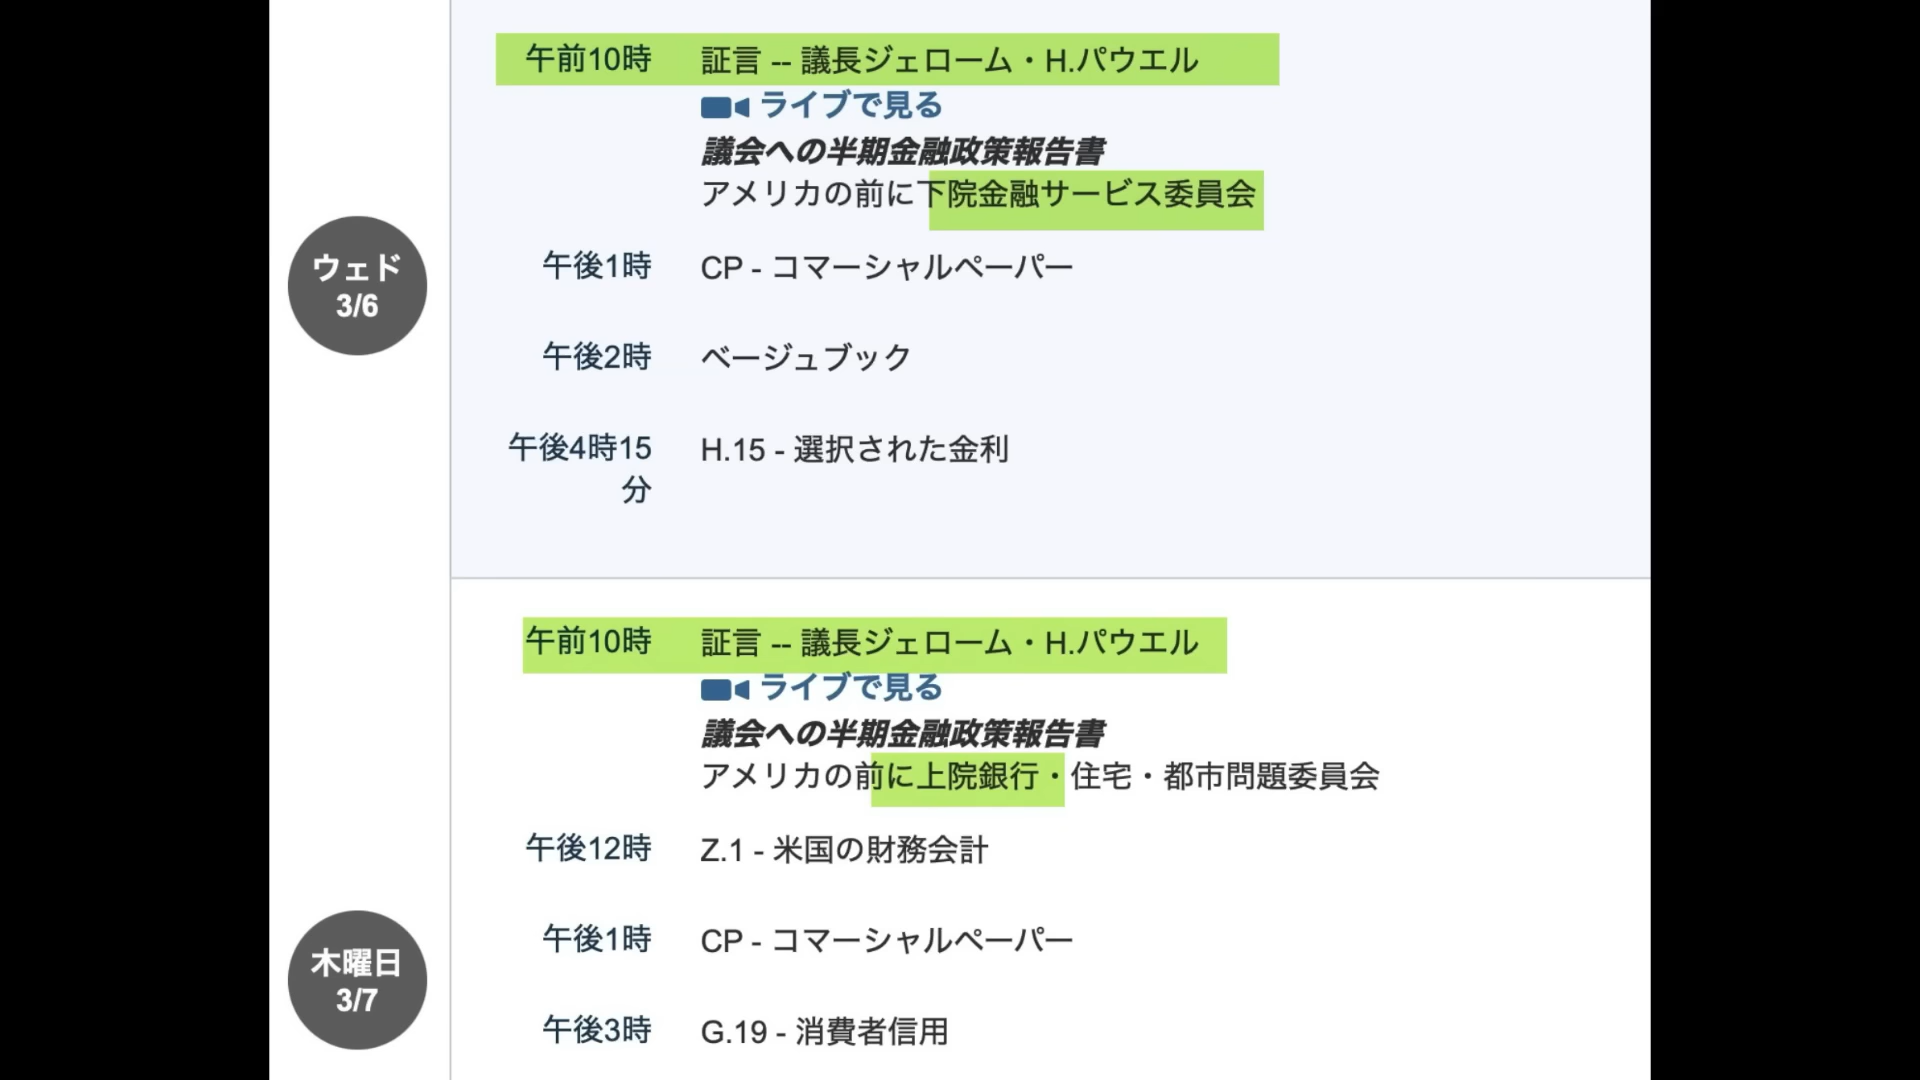 午前10時 証言 -- 議長ジェローム・H.パウエル
ライブで見る
議会への半期金融政策報告書
アメリカの前に下院金融サービス委員会
ウェド
3/6
午後1時 CP - コマーシャルペーパー
午後2時 ベージュブック
午後4時15 H.15 - 選択された金利
分
午前10時 証言 -- 議長ジェローム・H.パウエル
ライブで見る
議会への半期金融政策報告書
アメリカの前に上院銀行・住宅・都市問題委員会
午後12時 Z.1 - 米国の財務会計
木曜日
3/7
午後1時 CP - コマーシャルペーパー
午後3時 G.19 - 消費者信用